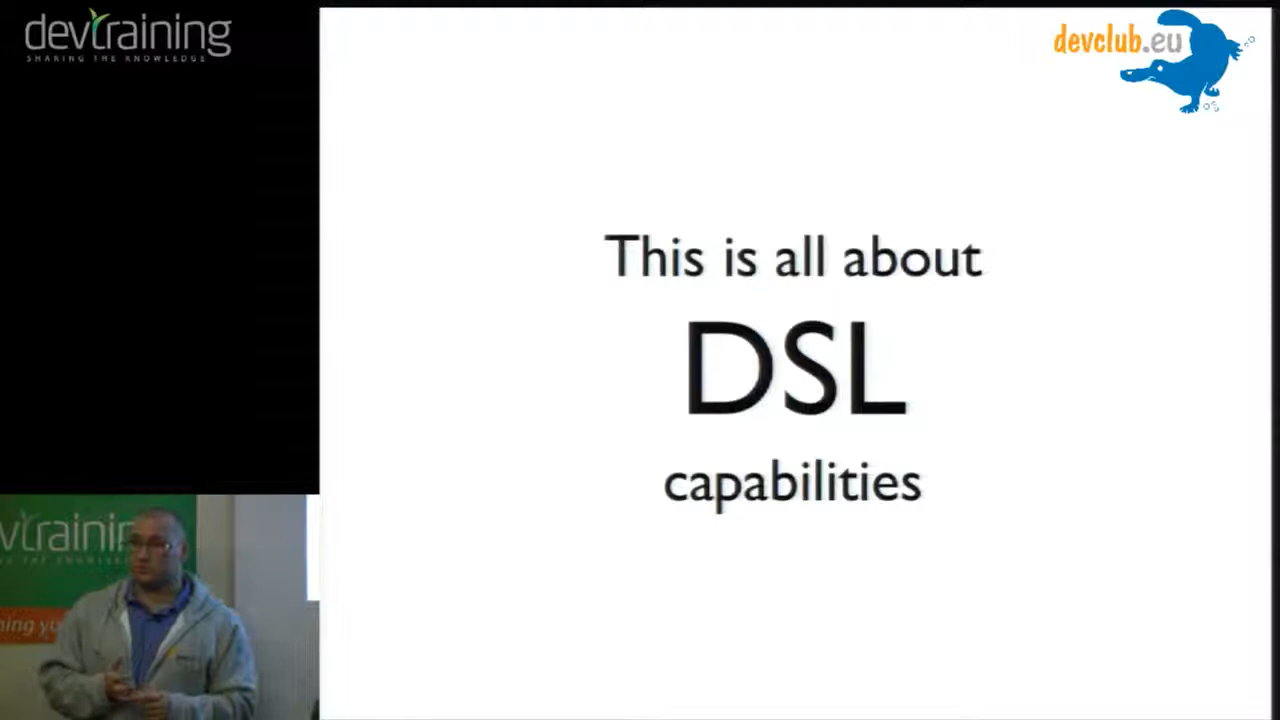 devtraining
SHARING THE KNOWLEDGE
devclub.eu
This is all about
DSL
capabilities